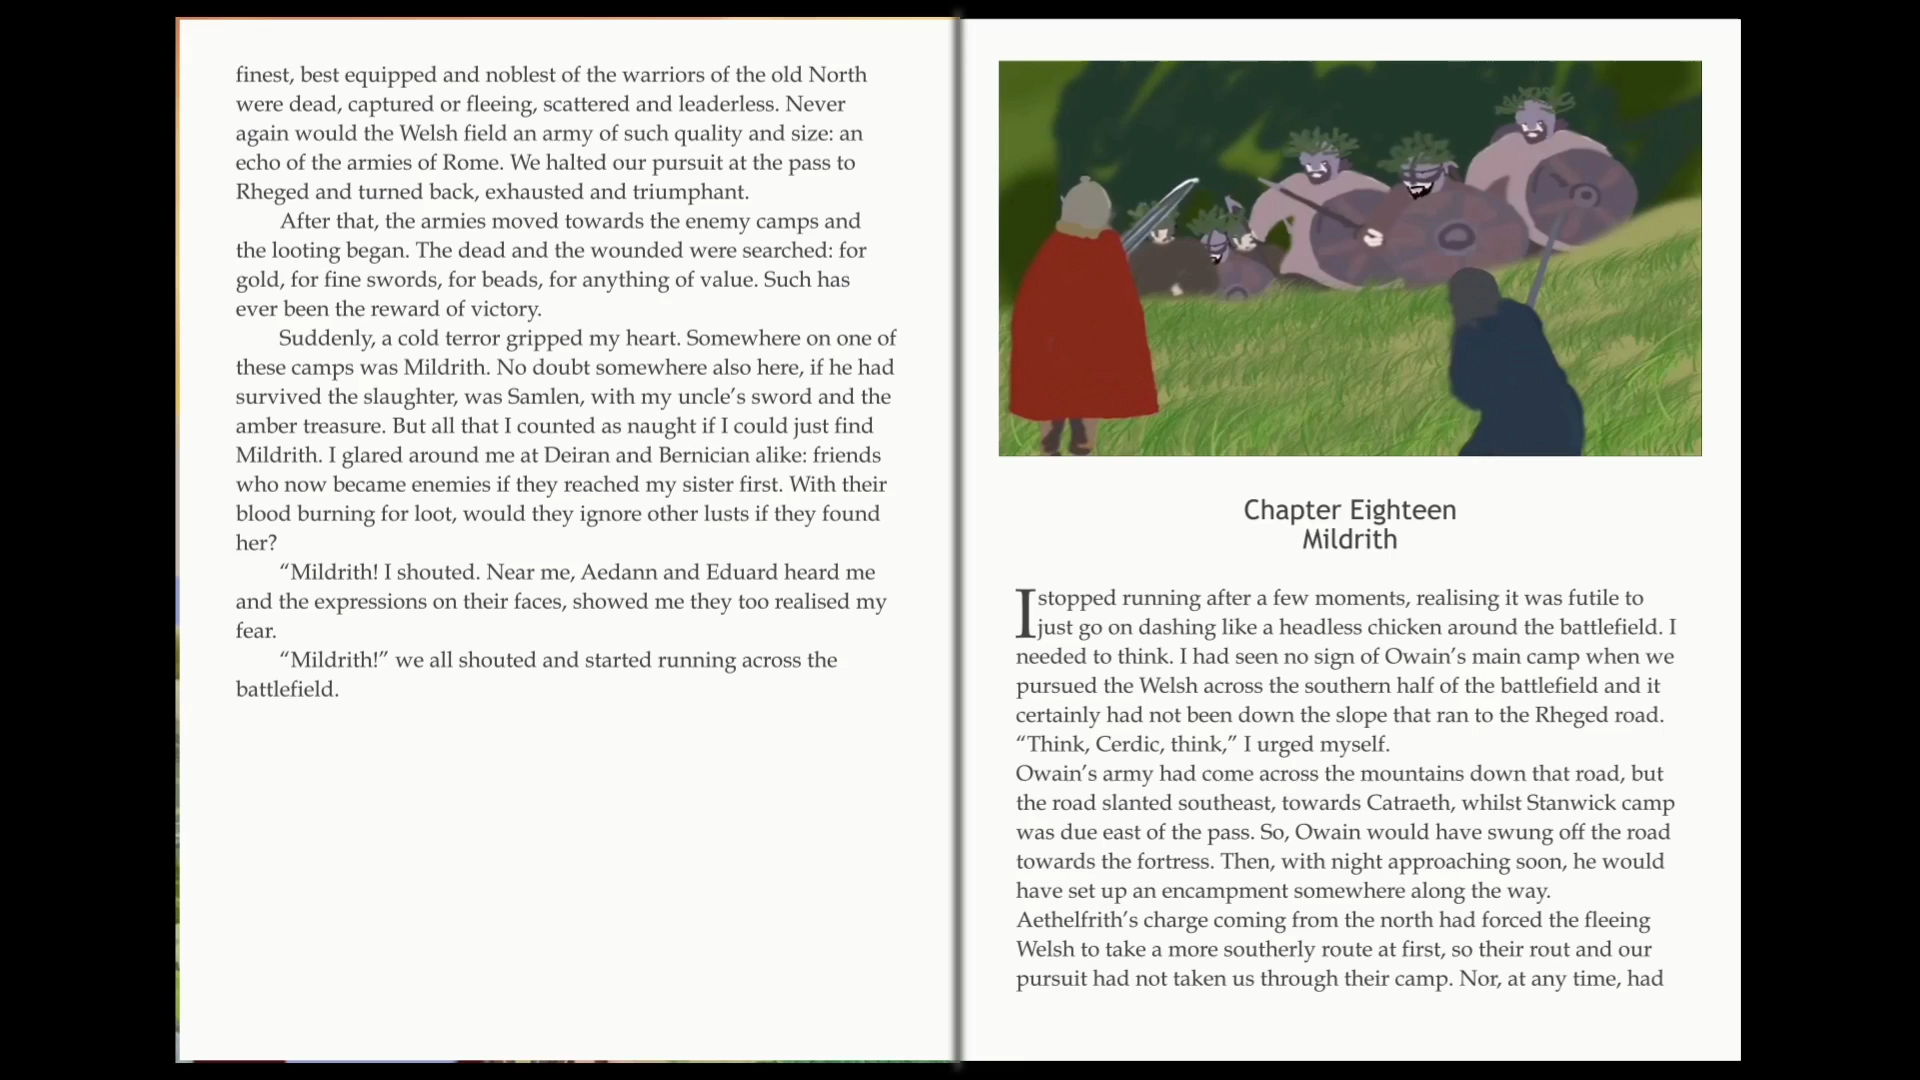 finest, best equipped and noblest of the warriors of the old North
were dead, captured or fleeing, scattered and leaderless. Never
again would the Welsh field an army of such quality and size: an
echo of the armies of Rome. We halted our pursuit at the pass to
Rheged and turned back, exhausted and triumphant.
After that, the armies moved towards the enemy camps and
the looting began. The dead and the wounded were searched: for
gold, for fine swords, for beads, for anything of value. Such has
ever been the reward of victory.
Suddenly, a cold terror gripped my heart. Somewhere on one of
these camps was Mildrith. No doubt somewhere also here, if he had
survived the slaughter, was Samlen, with my uncle’s sword and the
amber treasure. But all that I counted as naught if I could just find
Mildrith. I glared around me at Deiran and Bernician alike: friends
who now became enemies if they reached my sister first. With their
blood burning for loot, would they ignore other lusts if they found
her?
“Mildrith! I shouted. Near me, Aedann and Eduard heard me
and the expressions on their faces, showed me they too realised my
fear.
“Mildrith!” we all shouted and started running across the
battlefield.
Chapter Eighteen
Mildrith
I stopped running after a few moments, realising it was futile to
just go on dashing like a headless chicken around the battlefield. I
needed to think. I had seen no sign of Owain’s main camp when we
pursued the Welsh across the southern half of the battlefield and it
certainly had not been down the slope that ran to the Rheged road.
“Think, Cerdic, think,” I urged myself.
Owain’s army had come across the mountains down that road, but
the road slanted southeast, towards Catraeth, whilst Stanwick camp
was due east of the pass. So, Owain would have swung off the road
towards the fortress. Then, with night approaching soon, he would
have set up an encampment somewhere along the way.
Aethelfrith’s charge coming from the north had forced the fleeing
Welsh to take a more southerly route at first, so their rout and our
pursuit had not taken us through their camp. Nor, at any time, had